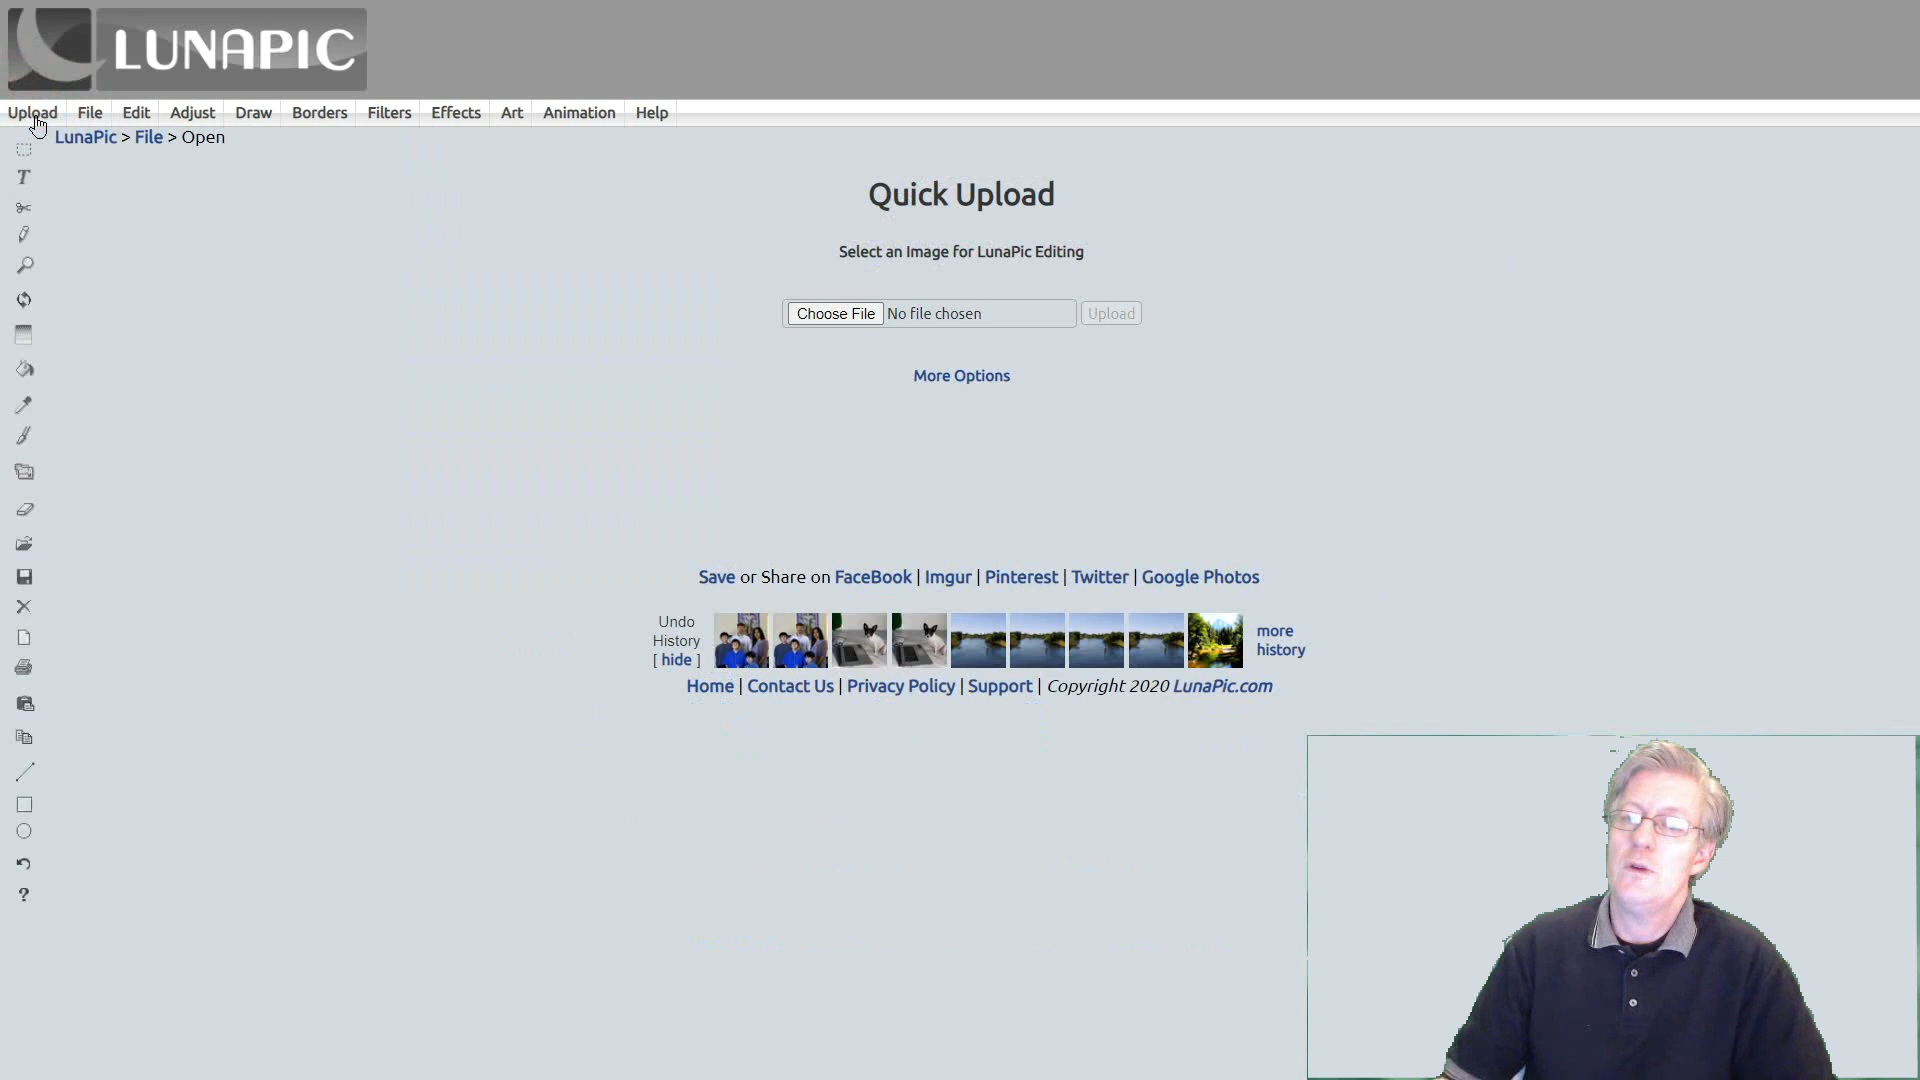 LUNAPIC
Upload File Edit Adjust Draw Borders Filters Effects Art Animation Help
LunaPic > File > Open
T
Quick Upload
Select an Image for LunaPic Editing
Choose File No file chosen Upload
More Options
Save or Share on FaceBook | Imgur | Pinterest | Twitter | Google Photos
Undo
History
[ hide ]
more
history
Home | Contact Us | Privacy Policy | Support | Copyright 2020 LunaPic.com
?